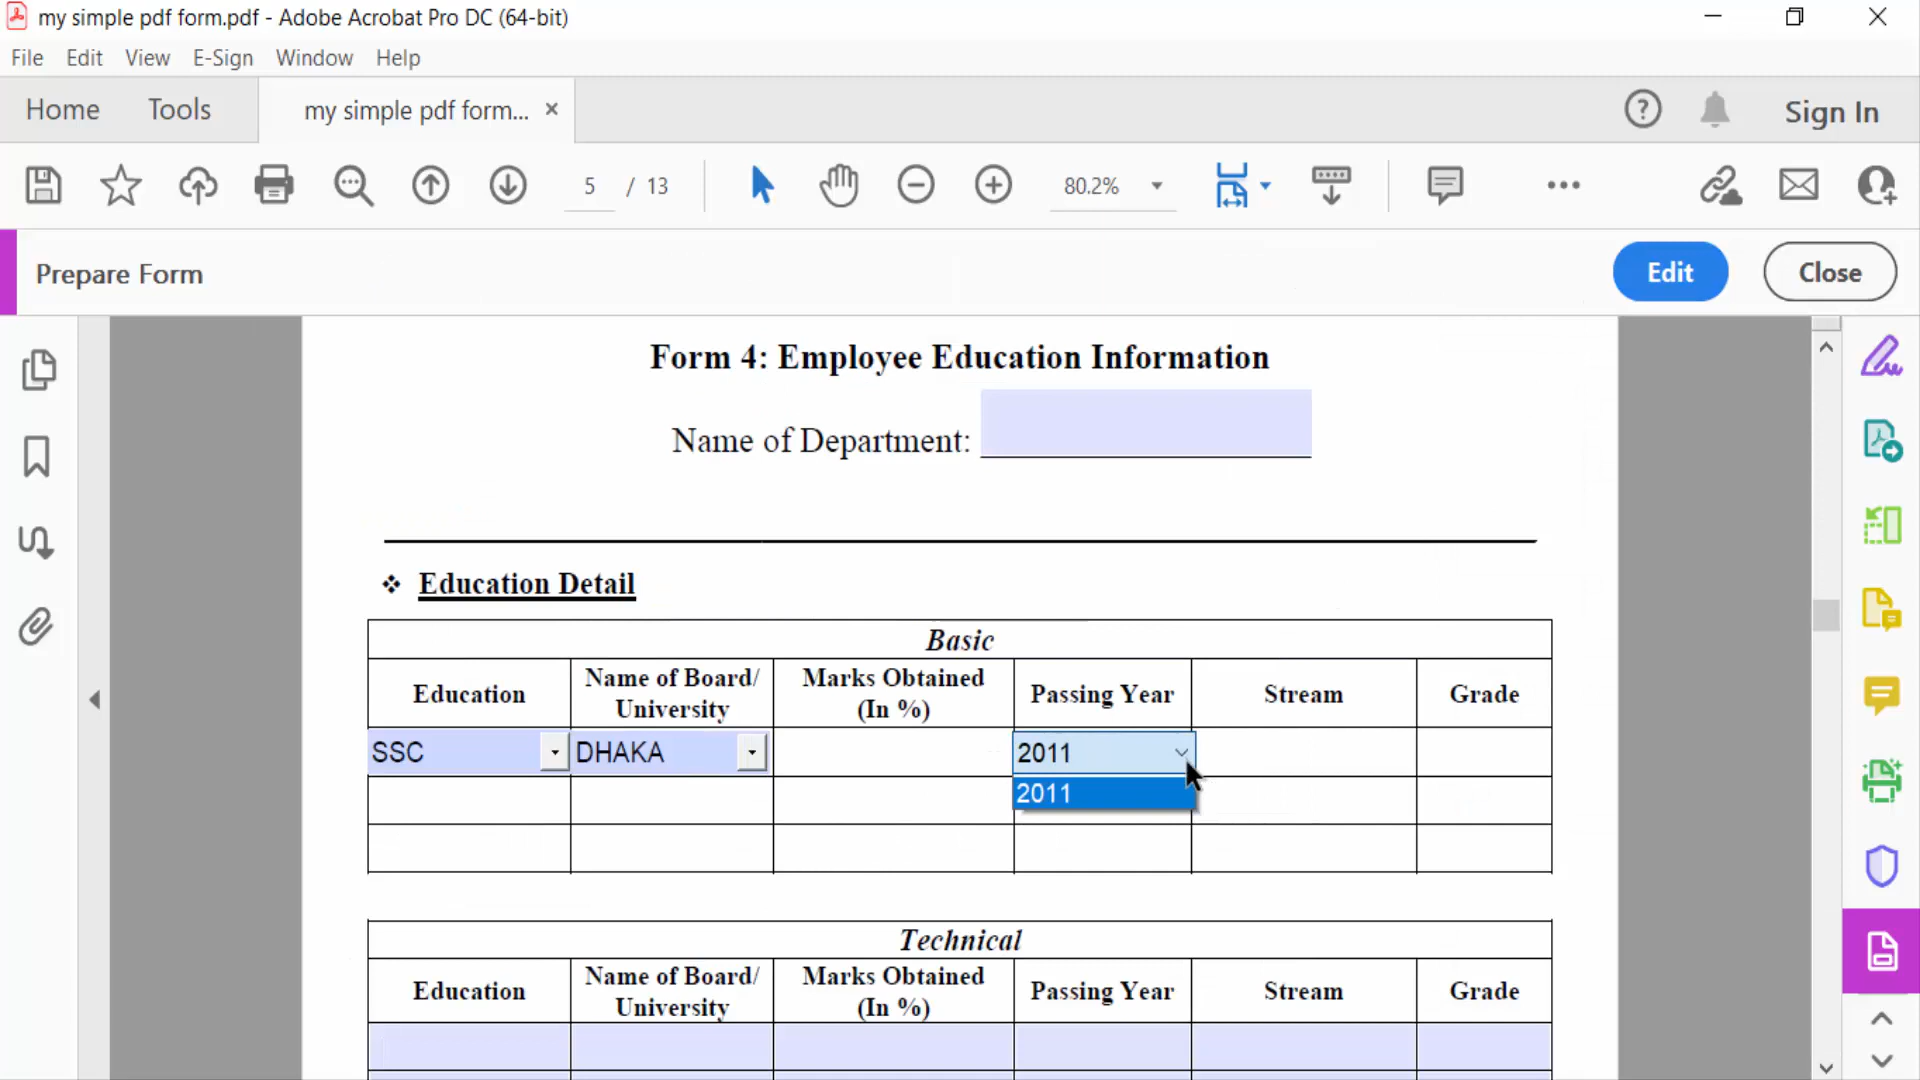 my simple pdf form.pdf - Adobe Acrobat Pro DC (64-bit)
File Edit View E-Sign Window Help
Home Tools my simple pdf form... × Sign In
5 / 13 80.2%
Prepare Form Edit Close
Form 4: Employee Education Information
Name of Department:
❖ Education Detail
Basic
Education Name of Board/ University Marks Obtained (In %) Passing Year Stream Grade
SSC DHAKA 2011
2011
Technical
Education Name of Board/ University Marks Obtained (In %) Passing Year Stream Grade